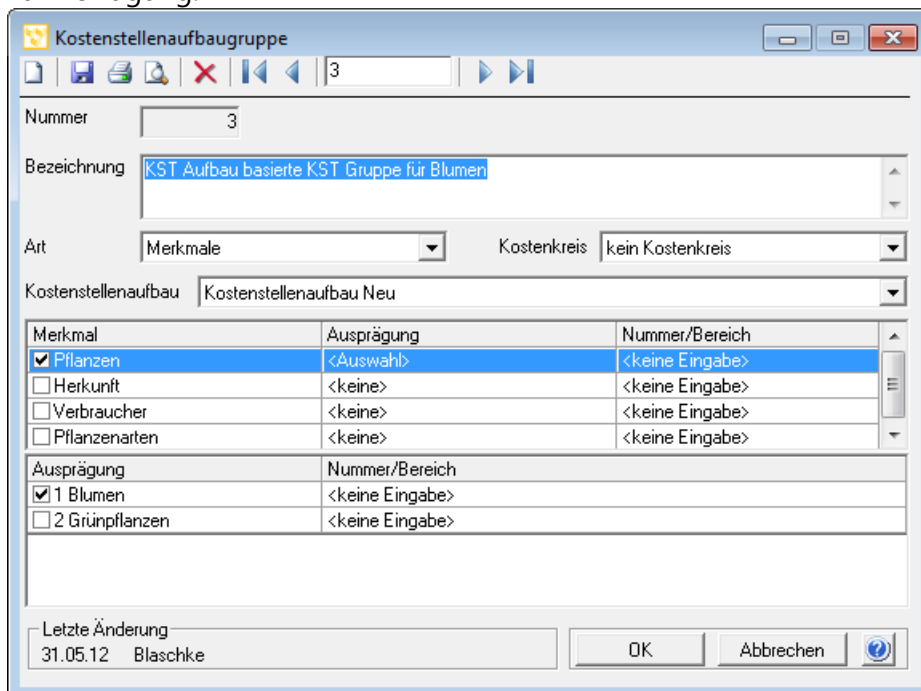 Kostenstellenaufbaugruppe
3
Nummer 3
Bezeichnung KST Aufbau basierte KST Gruppe für Blumen
Art Merkmale Kostenkreis kein Kostenkreis
Kostenstellenaufbau Kostenstellenaufbau Neu
Merkmal Ausprägung Nummer/Bereich
Pflanzen <Auswahl> <keine Eingabe>
Herkunft <keine> <keine Eingabe>
Verbraucher <keine> <keine Eingabe>
Pflanzenarten <keine> <keine Eingabe>
Ausprägung Nummer/Bereich
1 Blumen <keine Eingabe>
2 Grünpflanzen <keine Eingabe>
Letzte Änderung
31.05.12 Blaschke OK Abbrechen